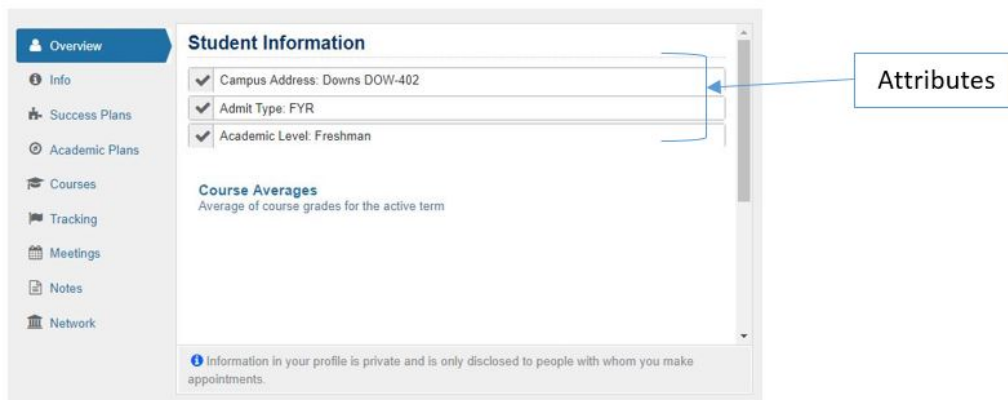 Overview
Info
Success Plans
Academic Plans
Courses
Tracking
Meetings
Notes
Network
Student Information
Campus Address: Downs DOW-402
Admit Type: FYR
Academic Level: Freshman
Course Averages
Average of course grades for the active term
Information in your profile is private and is only disclosed to people with whom you make
appointments.
Attributes